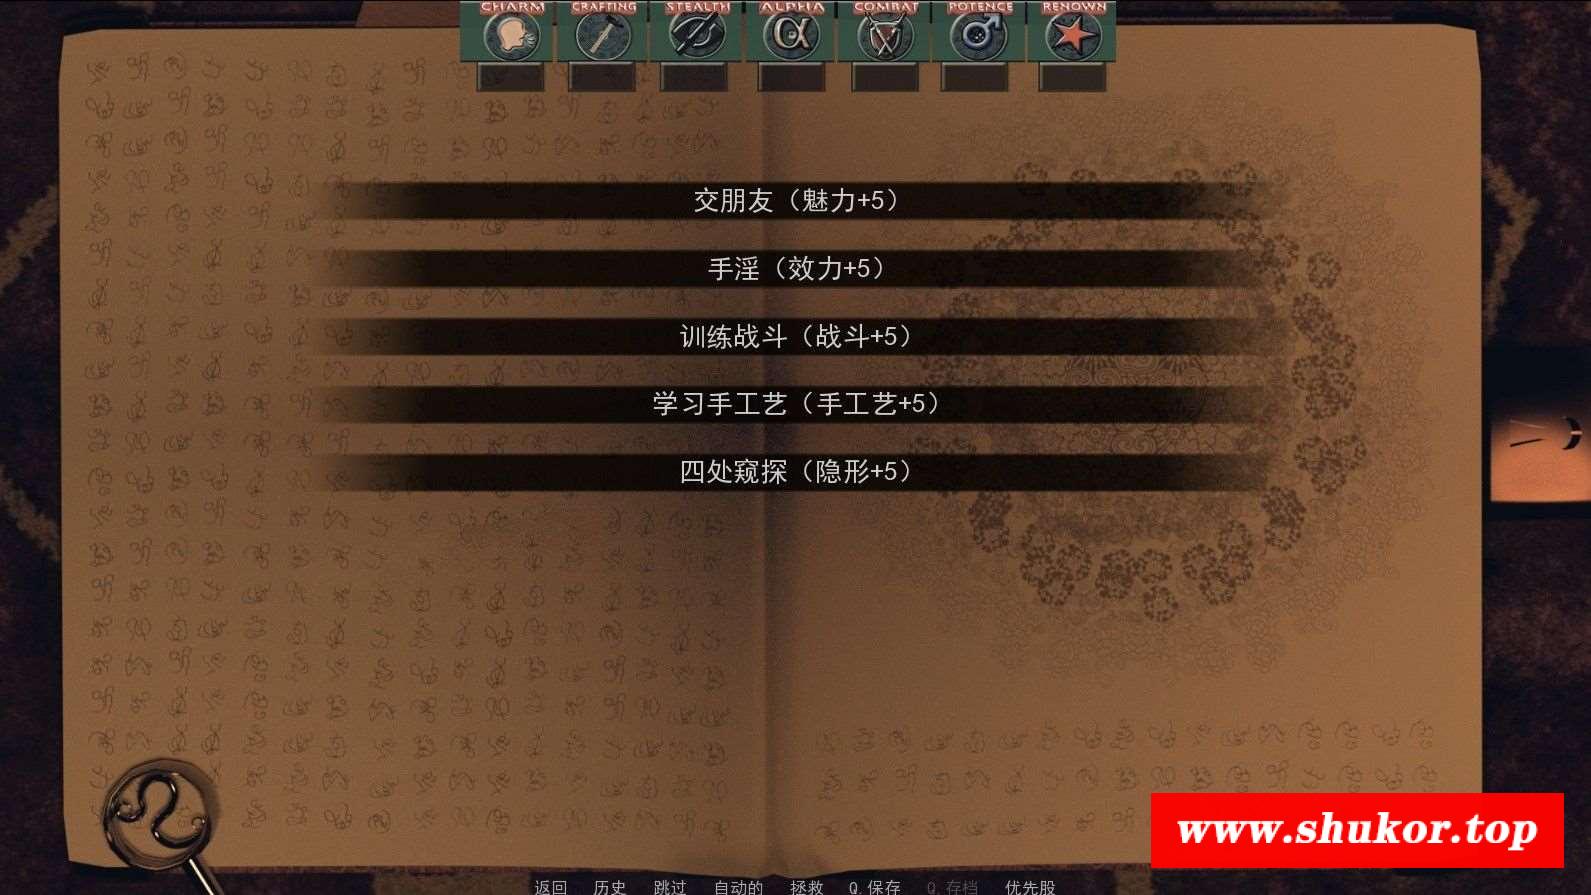 CHARM CRAFTING STEALTH ALPHA COMBAT POTENCE RENOWN
交朋友（魅力+5）
手淫（效力+5）
训练战斗（战斗+5）
学习手工艺（手工艺+5）
四处窥探（隐形+5）
www.shukor.top
返回 历史 跳过 自动的 拯救 Q.保存 Q.存档 优先股